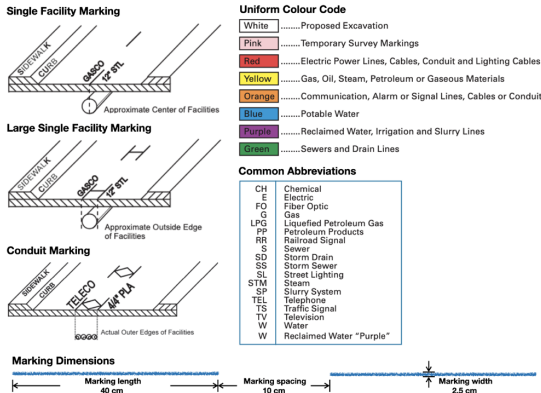 Single Facility Marking
SIDEWALK
CURB
GASCO
12" STL
Approximate Center of Facilities
Large Single Facility Marking
SIDEWALK
CURB
GASCO
12" STL
Approximate Outside Edge
of Facilities
Conduit Marking
SIDEWALK
CURB
TELECO
4/4" PLA
Actual Outer Edges of Facilities
Uniform Colour Code
White ........Proposed Excavation
Pink ........Temporary Survey Markings
Red ........Electric Power Lines, Cables, Conduit and Lighting Cables
Yellow ........Gas, Oil, Steam, Petroleum or Gaseous Materials
Orange ........Communication, Alarm or Signal Lines, Cables or Conduit
Blue ........Potable Water
Purple ........Reclaimed Water, Irrigation and Slurry Lines
Green ........Sewers and Drain Lines
Common Abbreviations
CH Chemical
E Electric
FO Fiber Optic
G Gas
LPG Liquefied Petroleum Gas
PP Petroleum Products
RR Railroad Signal
S Sewer
SD Storm Drain
SS Storm Sewer
SL Street Lighting
STM Steam
SP Slurry System
TEL Telephone
TS Traffic Signal
TV Television
W Water
W Reclaimed Water "Purple"
Marking Dimensions
Marking length
40 cm
Marking spacing
10 cm
Marking width
2.5 cm